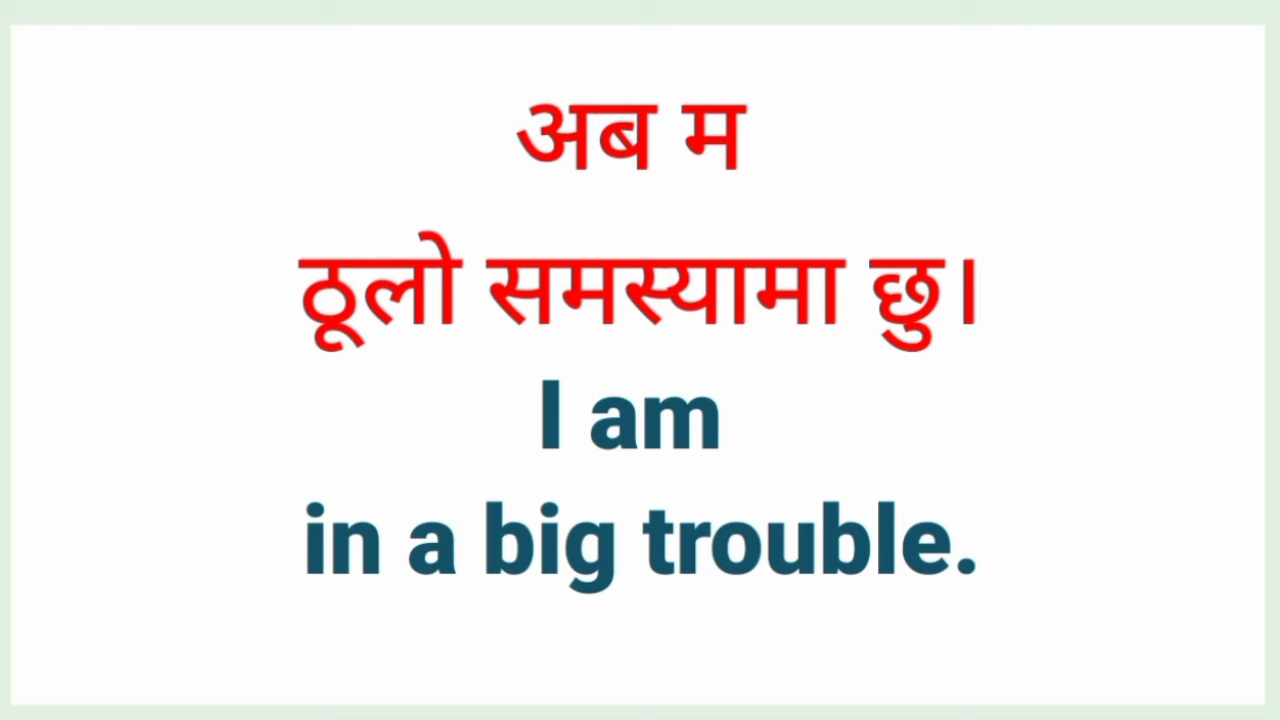 अब म
ठूलो समस्यामा छु।
I am
in a big trouble.